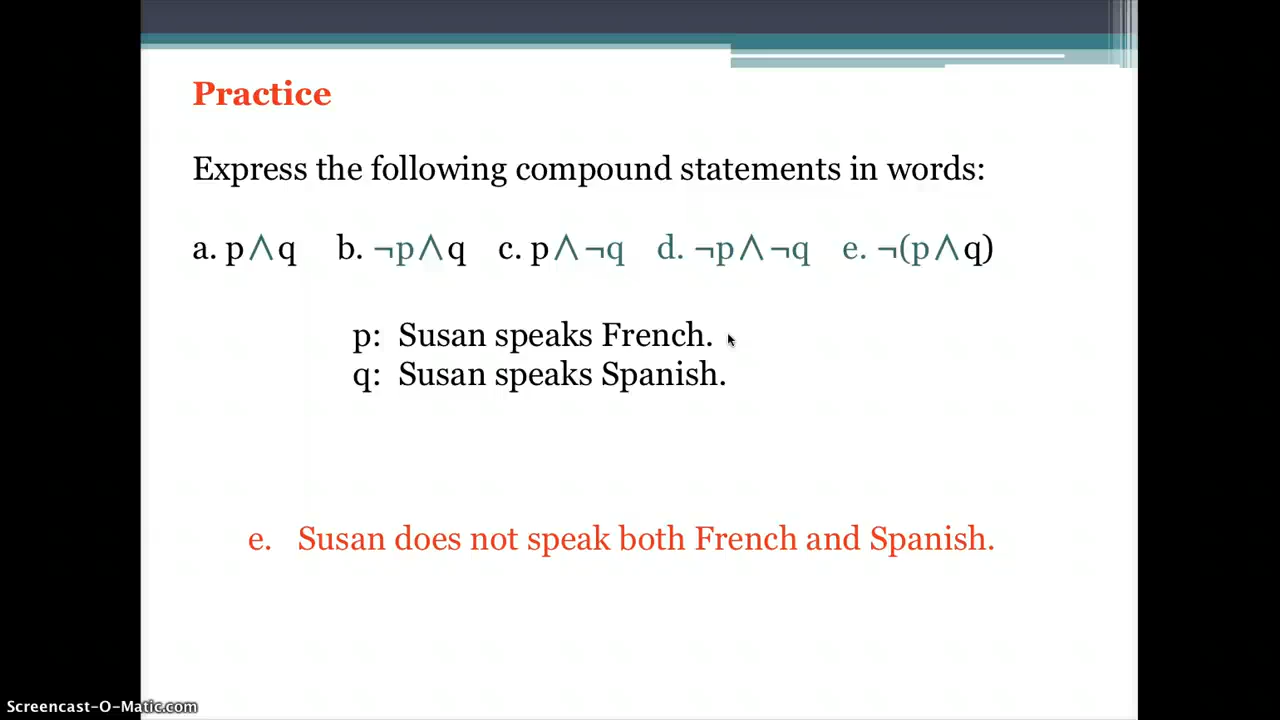 Practice
Express the following compound statements in words:
a. p∧q b. ¬p∧q c. p∧¬q d. ¬p∧¬q e. ¬(p∧q)
p: Susan speaks French.
q: Susan speaks Spanish.
e. Susan does not speak both French and Spanish.
Screencast-O-Matic.com